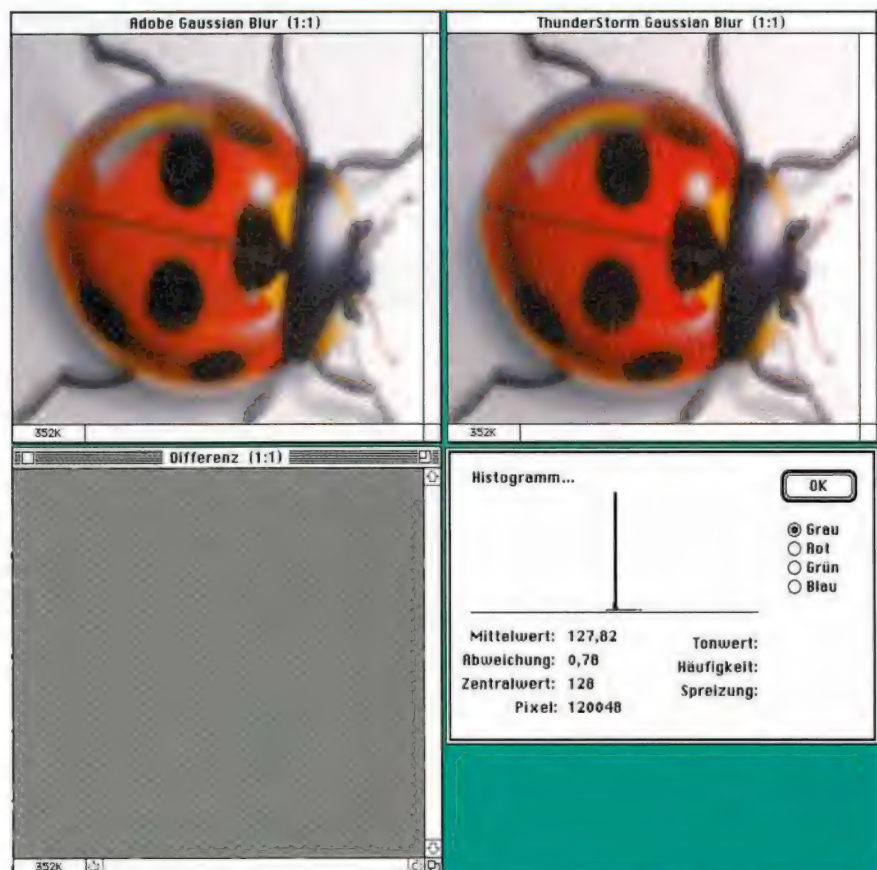 Adobe Gaussian Blur (1:1)
ThunderStorm Gaussian Blur (1:1)
352K
352K
Differenz (1:1)
352K
Histogramm...
OK
Grau
Rot
Grün
Blau
Mittelwert: 127,82
Abweichung: 0,78
Zentralwert: 128
Pixel: 120048
Tonwert:
Häufigkeit:
Spreizung: